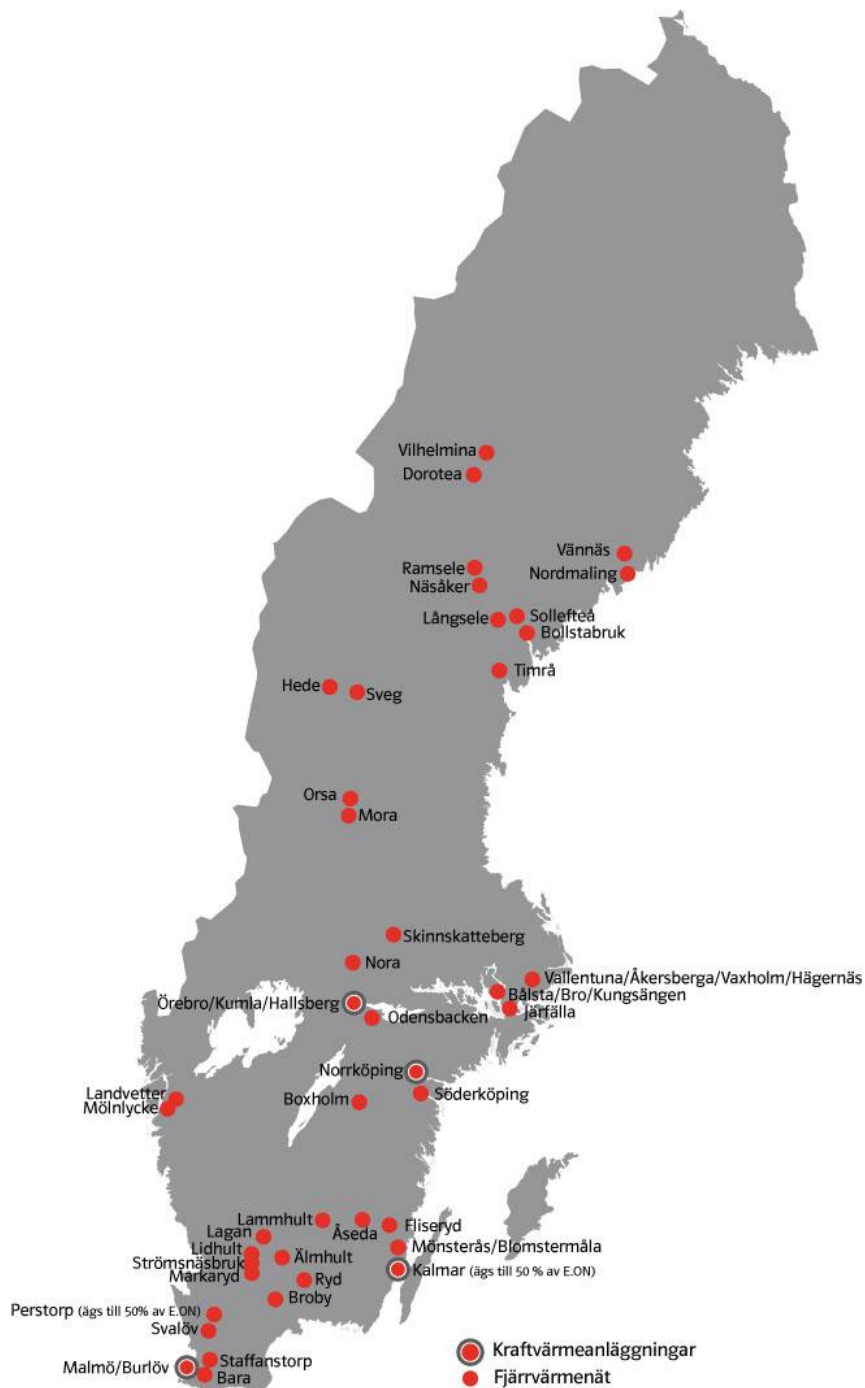 Vilhelmina
Dorotea
Vännäs
Ramsele
Nordmaling
Näsåker
Sollefteå
Långsele
Bollstabruk
Timrå
Hede
Sveg
Orsa
Mora
Skinnskatteberg
Nora
Vallentuna/Åkersberga/Vaxholm/Hägernäs
Bålsta/Bro/Kungsängen
Örebro/Kumla/Hallsberg
Järfälla
Odensbacken
Norrköping
Landvetter
Söderköping
Boxholm
Mölnlycke
Lammhult
Åseda
Fliseryd
Lagan
Mönsterås/Blomstermåla
Lidhult
Älmhult
Strömsnäsbruk
Kalmar (ägs till 50 % av E.ON)
Markaryd
Ryd
Broby
Perstorp (ägs till 50% av E.ON)
Svalöv
Kraftvärmeanläggningar
Staffanstorp
Malmö/Burlöv
Bara
Fjärrvärmenät